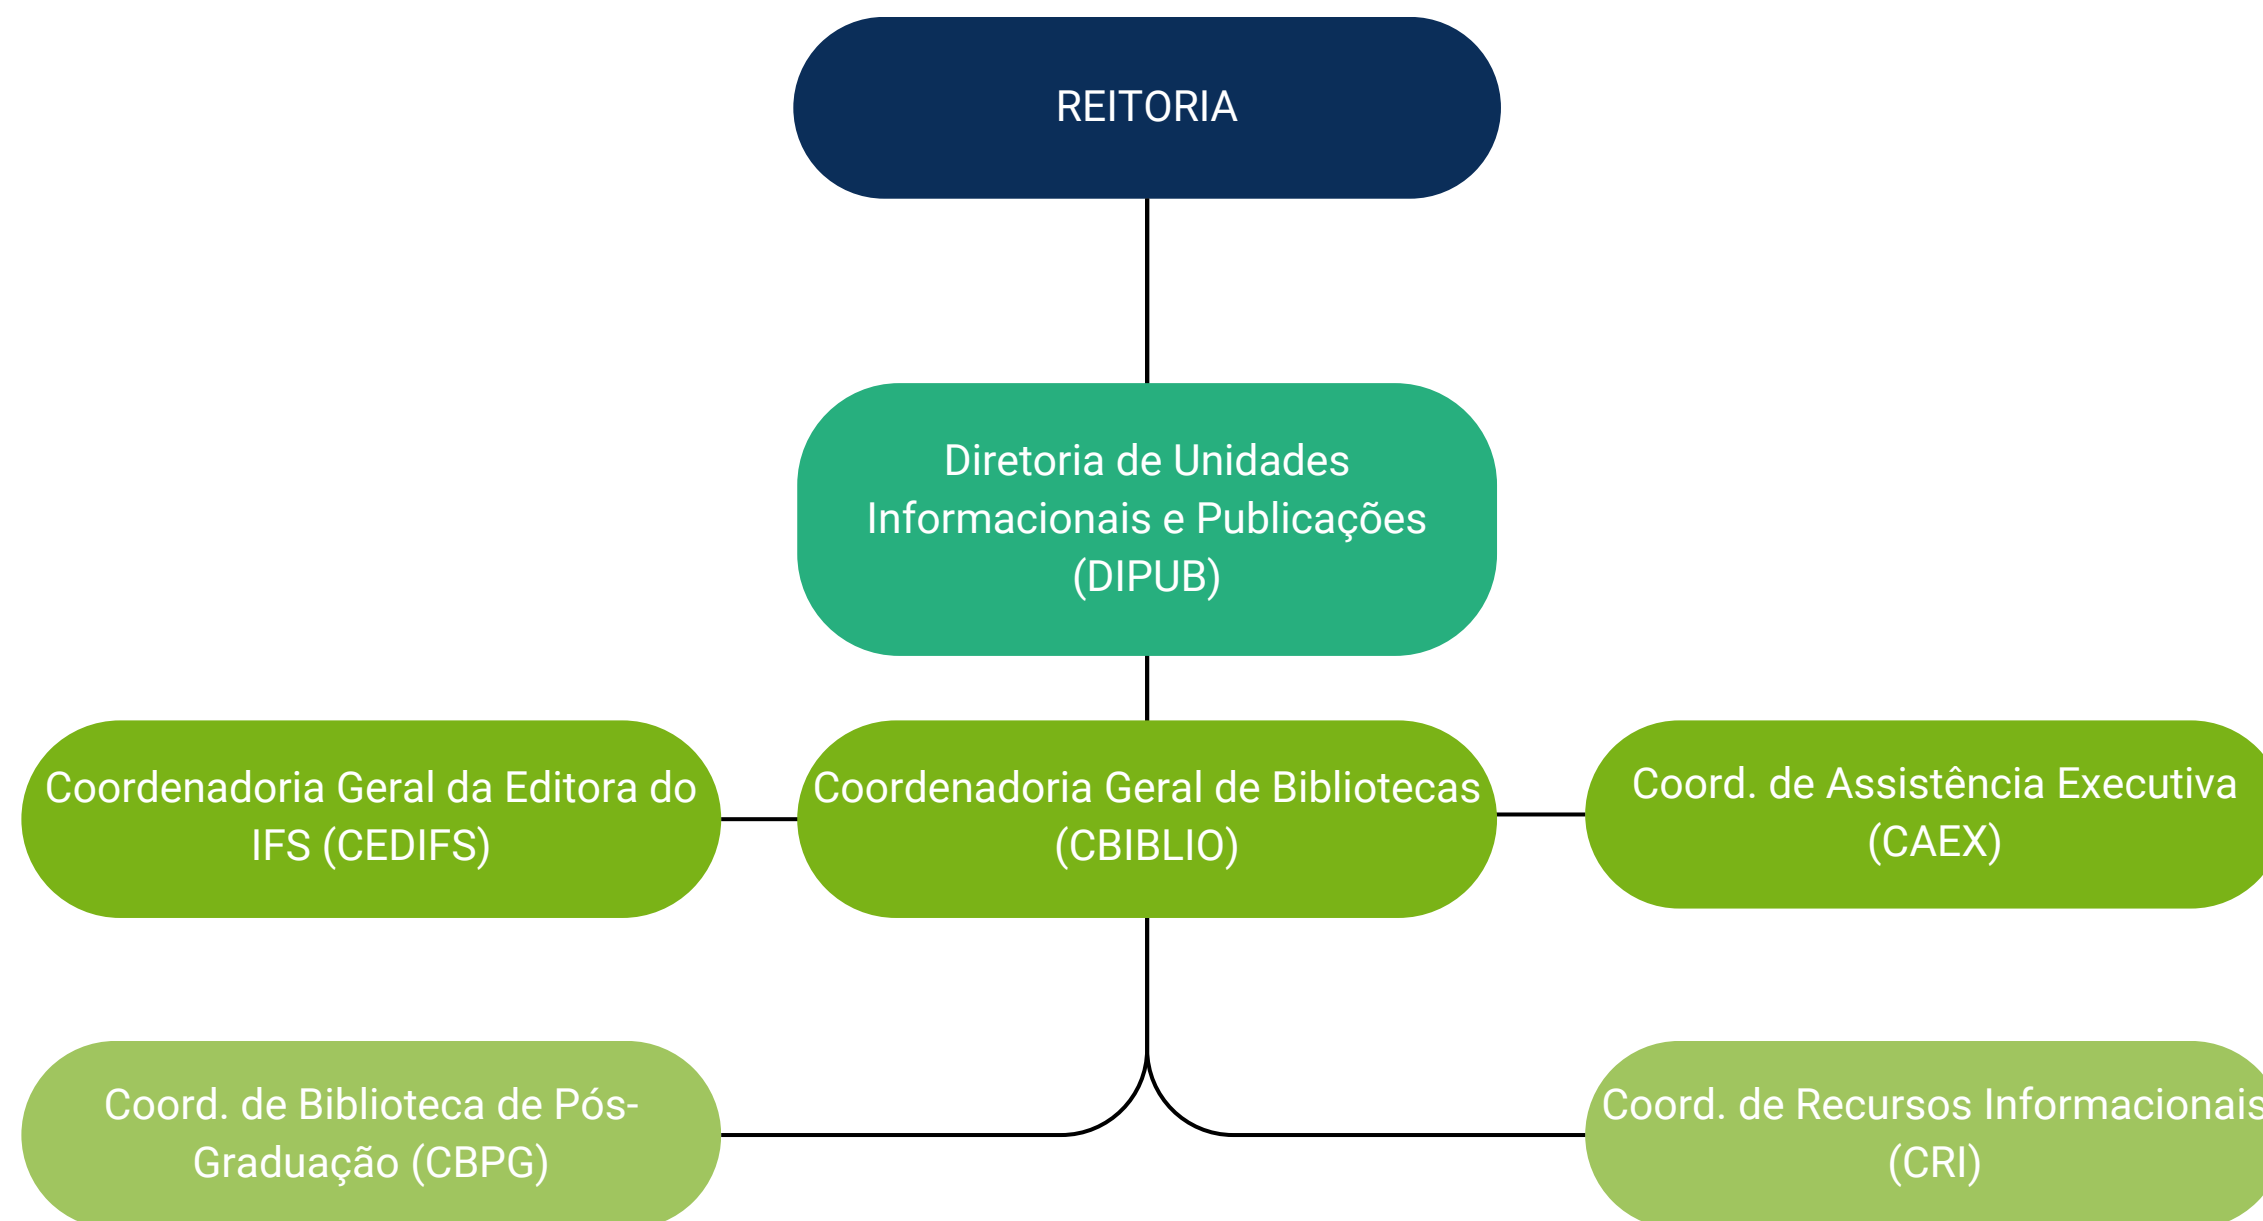 REITORIA
Diretoria de Unidades
Informacionais e Publicações
(DIPUB)
Coordenadoria Geral da Editora do
IFS (CEDIFS)
Coordenadoria Geral de Bibliotecas
(CBIBLIO)
Coord. de Assistência Executiva
(CAEX)
Coord. de Biblioteca de Pós-
Graduação (CBPG)
Coord. de Recursos Informacionais
(CRI)